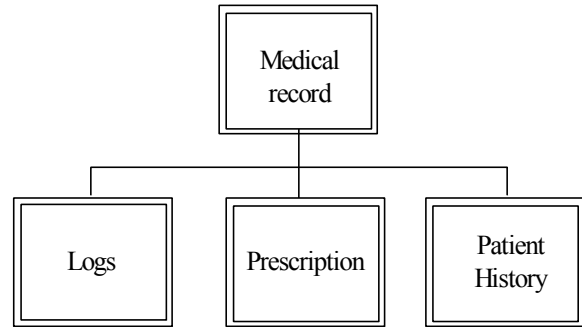 Medical
record
Logs
Prescription
Patient
History